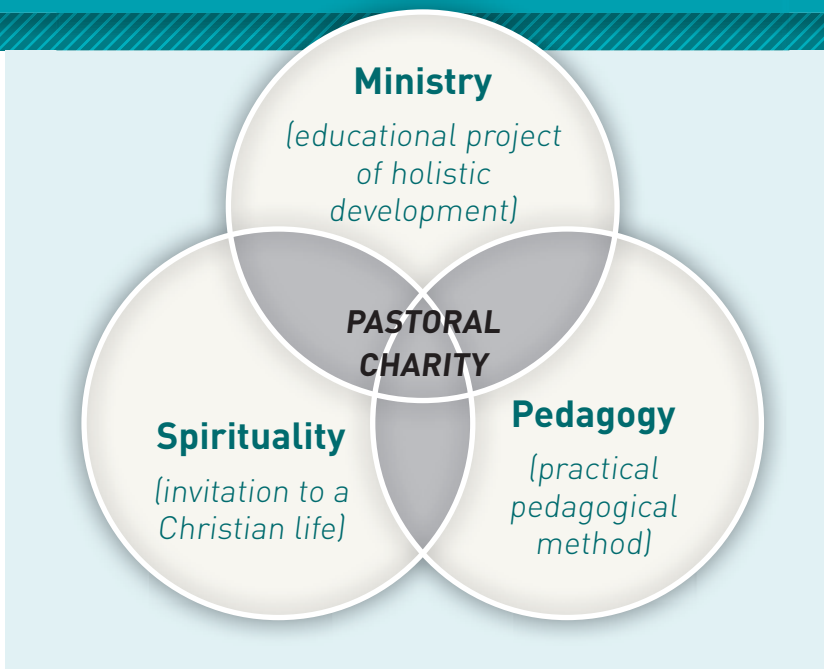 Ministry
(educational project
of holistic
development)
PASTORAL
CHARITY
Spirituality
(invitation to a
Christian life)
Pedagogy
(practical
pedagogical
method)